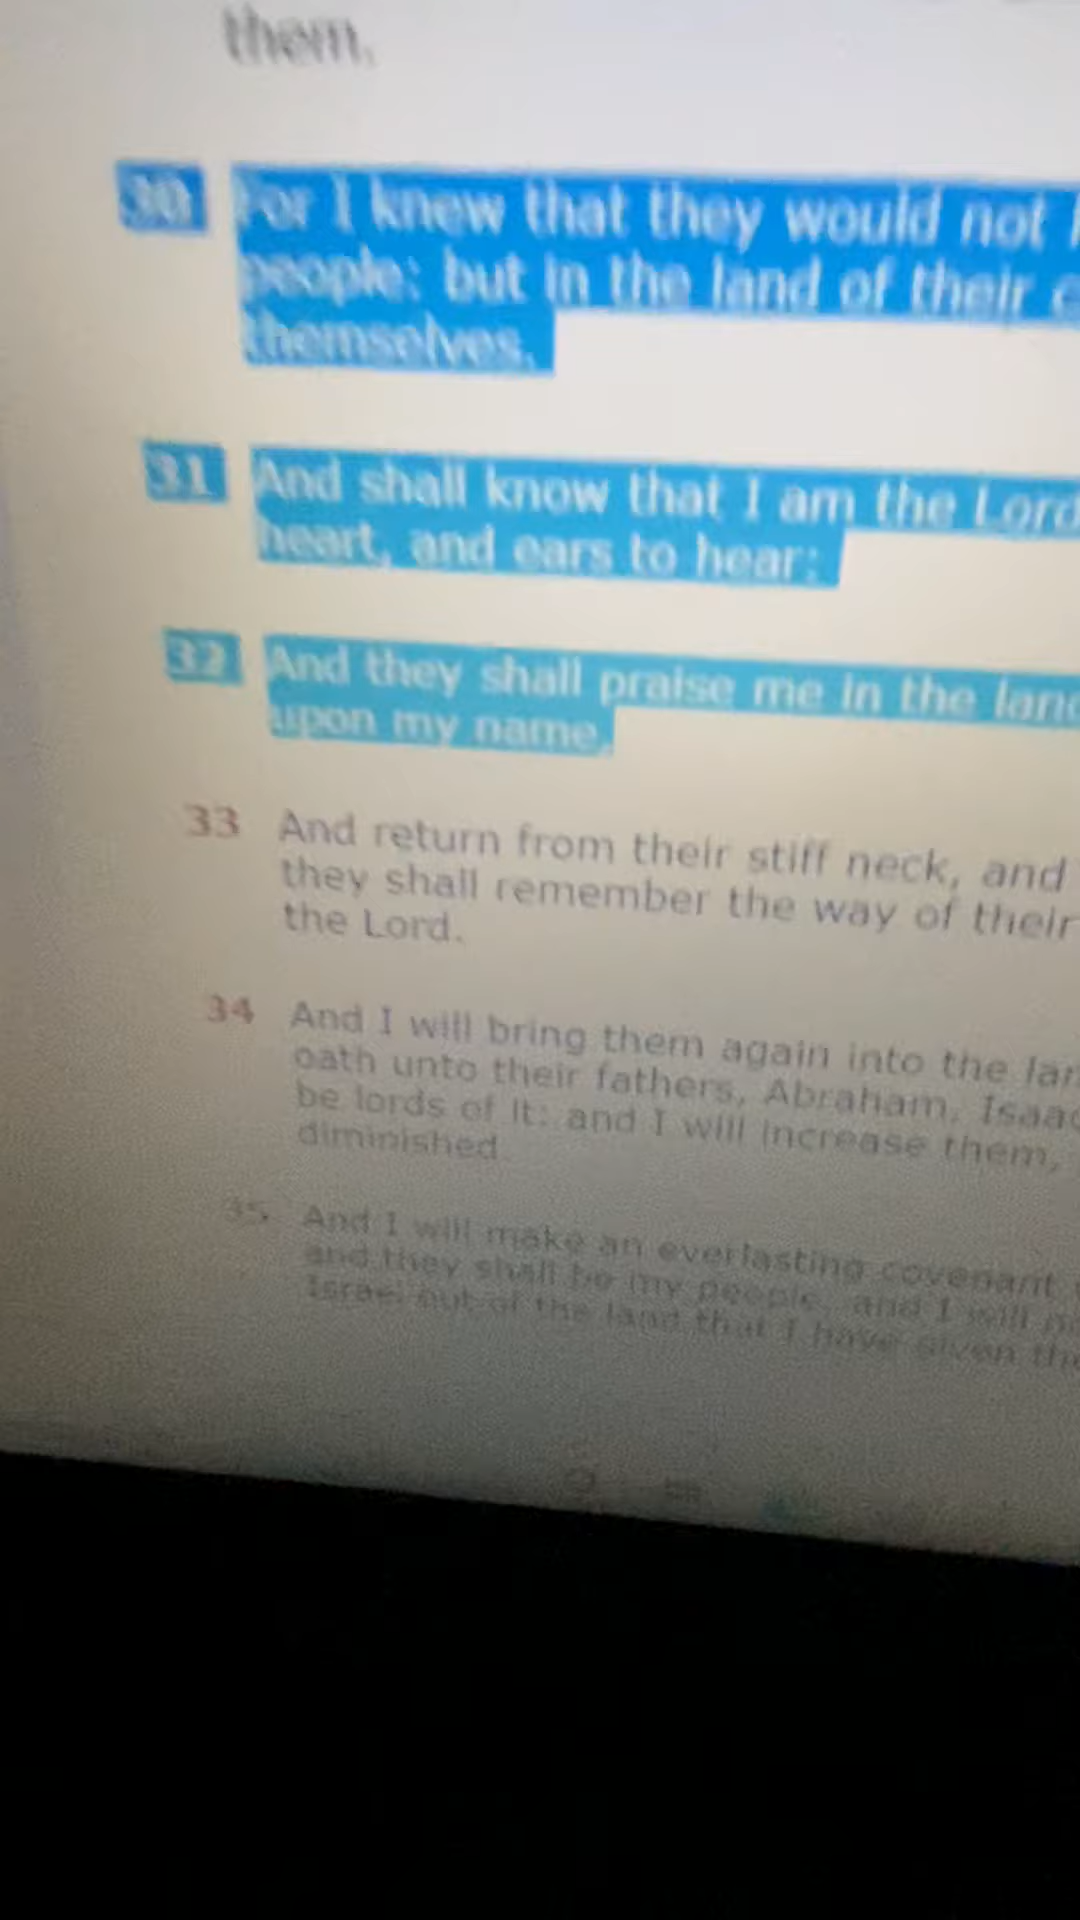 them.
30 For I knew that they would not
people: but in the land of their
themselves.
31 And shall know that I am the Lord
heart, and ears to hear:
32 And they shall praise me in the land
upon my name,
33 And return from their stiff neck, and
they shall remember the way of their
the Lord.
34 And I will bring them again into the
oath unto their fathers, Abraham, Isaac
be lords of it: and I will increase them,
diminished
35 And I will make an everlasting covenant
and they shall be my people, and I will
Israel out of the land that I have given